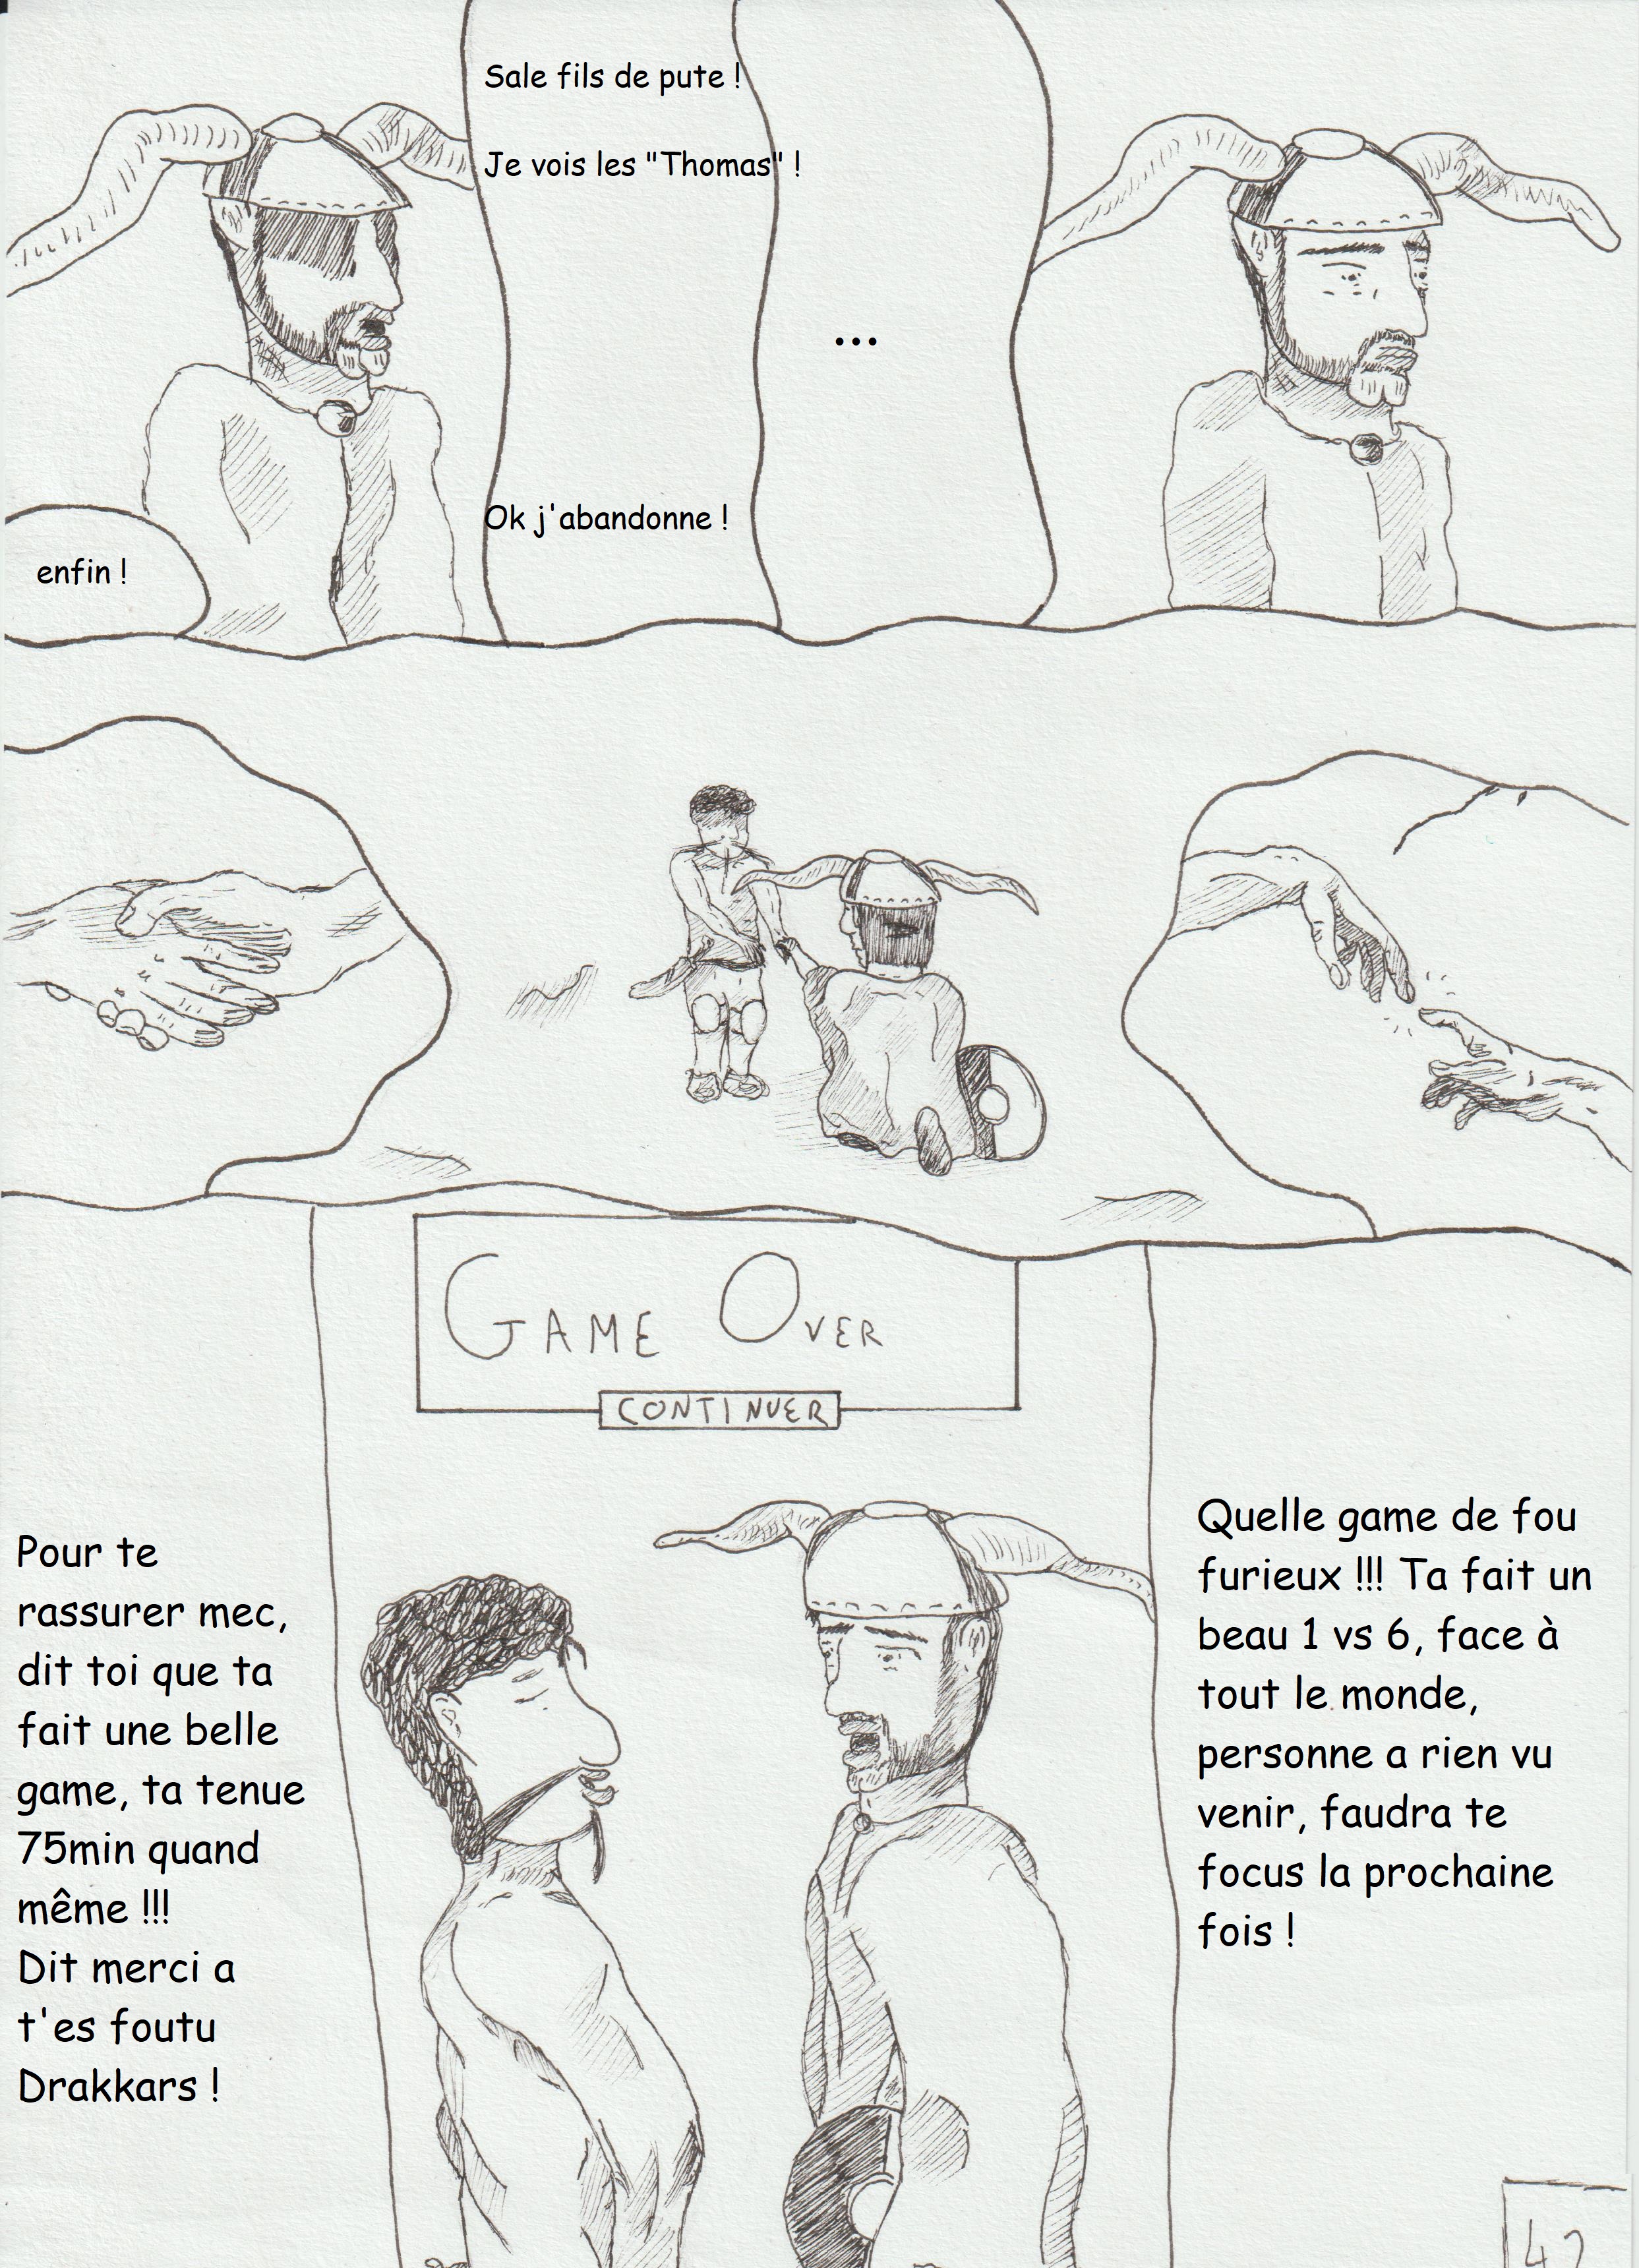 Sale fils de pute !
Je vois les "Thomas" !
...
Ok j'abandonne !
enfin !
GAME OVER
CONTINUER
Pour te
rassurer mec,
dit toi que ta
fait une belle
game, ta tenue
75min quand
même !!!
Dit merci a
t'es foutu
Drakkars !
Quelle game de fou
furieux !!! Ta fait un
beau 1 vs 6, face à
tout le monde,
personne a rien vu
venir, faudra te
focus la prochaine
fois !
42